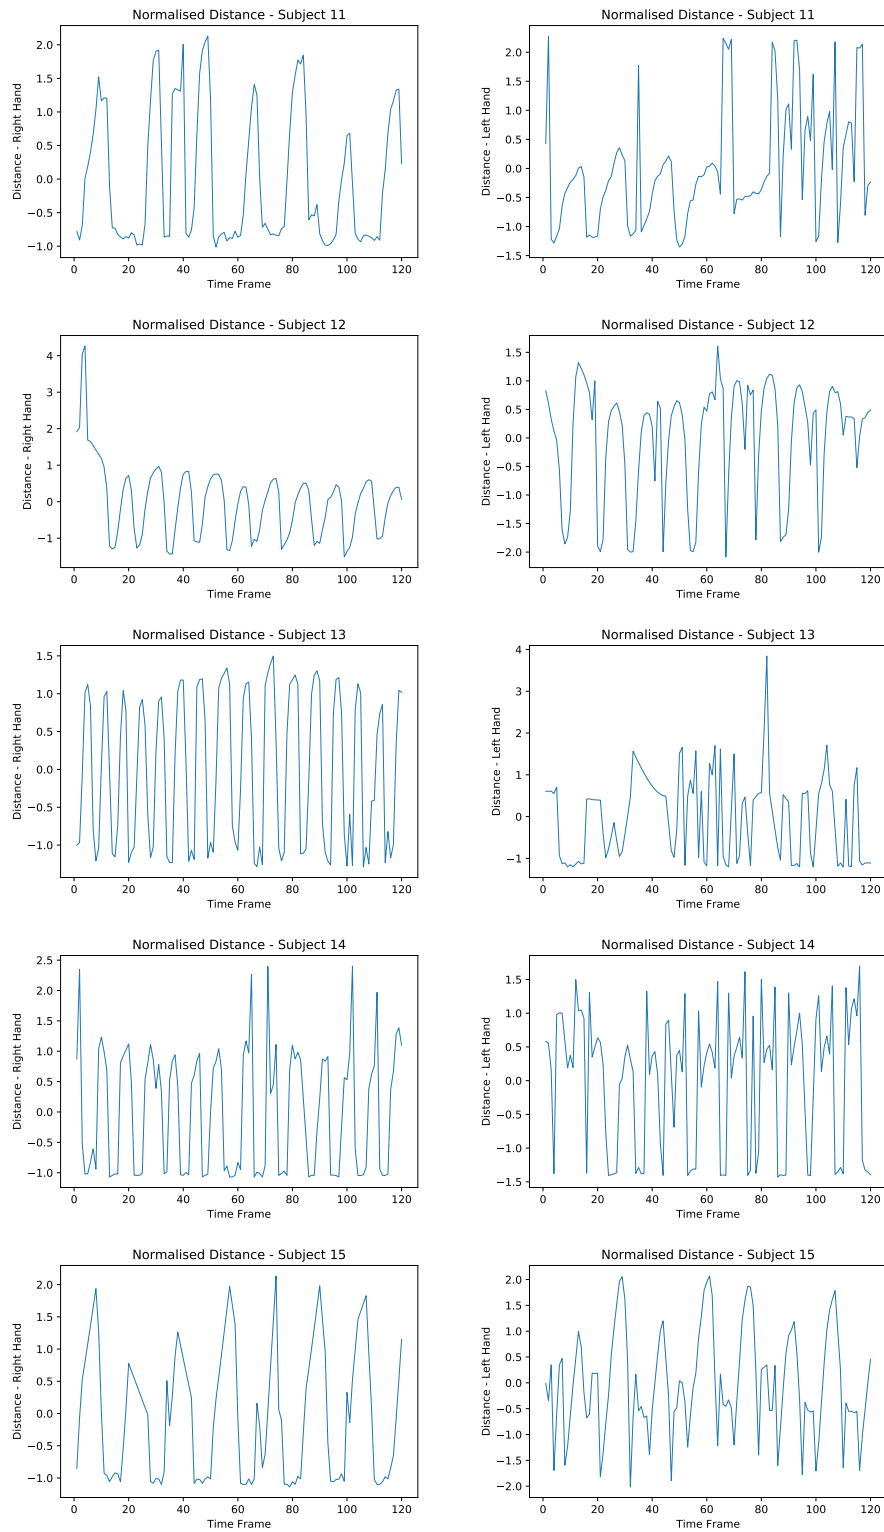 Normalised Distance - Subject 11
Distance - Right Hand
2.0
1.5
1.0
0.5
0.0
−0.5
−1.0
0 20 40 60 80 100 120
Time Frame
Normalised Distance - Subject 11
Distance - Left Hand
2.0
1.5
1.0
0.5
0.0
−0.5
−1.0
−1.5
0 20 40 60 80 100 120
Time Frame
Normalised Distance - Subject 12
Distance - Right Hand
4
3
2
1
0
−1
0 20 40 60 80 100 120
Time Frame
Normalised Distance - Subject 12
Distance - Left Hand
1.5
1.0
0.5
0.0
−0.5
−1.0
−1.5
−2.0
0 20 40 60 80 100 120
Time Frame
Normalised Distance - Subject 13
Distance - Right Hand
1.5
1.0
0.5
0.0
−0.5
−1.0
0 20 40 60 80 100 120
Time Frame
Normalised Distance - Subject 13
Distance - Left Hand
4
3
2
1
0
−1
0 20 40 60 80 100 120
Time Frame
Normalised Distance - Subject 14
Distance - Right Hand
2.5
2.0
1.5
1.0
0.5
0.0
−0.5
−1.0
0 20 40 60 80 100 120
Time Frame
Normalised Distance - Subject 14
Distance - Left Hand
1.5
1.0
0.5
0.0
−0.5
−1.0
−1.5
0 20 40 60 80 100 120
Time Frame
Normalised Distance - Subject 15
Distance - Right Hand
2.0
1.5
1.0
0.5
0.0
−0.5
−1.0
0 20 40 60 80 100 120
Time Frame
Normalised Distance - Subject 15
Distance - Left Hand
2.0
1.5
1.0
0.5
0.0
−0.5
−1.0
−1.5
−2.0
0 20 40 60 80 100 120
Time Frame